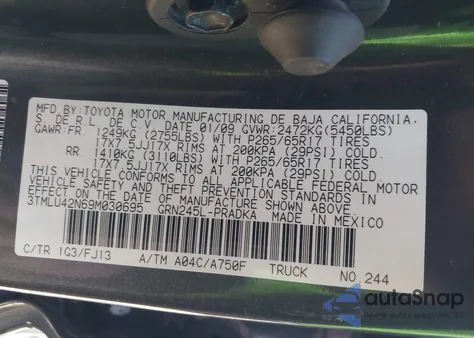 MFD.BY:TOYOTA MOTOR MANUFACTURING DE BAJA CALIFORNIA,
S. DE R.L. DE C.V. DATE 01/09 GVWR:2472KG(5450LBS)
GAWR:FR. 1249KG (2755LBS) WITH P265/65R17 TIRES
17X7.5JJ17X RIMS AT 200KPA (29PSI) COLD.
RR. 1410KG (3110LBS) WITH P265/65R17 TIRES
17X7.5JJ17X RIMS AT 200KPA (29PSI) COLD.
THIS VEHICLE CONFORMS TO ALL APPLICABLE FEDERAL MOTOR
VEHICLE SAFETY STANDARDS IN
EFFECT ON THE DATE OF MANUFACTURE SHOWN ABOVE.
3TMLU42N69M030695 GRN245L-PRADKA MADE IN MEXICO
C/TR 1G3/FJ13 A/TM A04C/A750F TRUCK NO.244
autoSnap
powered by